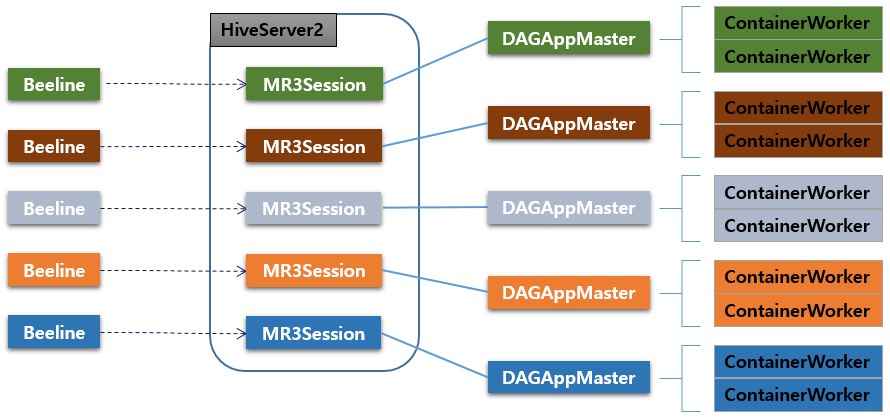 HiveServer2
Beeline
MR3Session
DAGAppMaster
ContainerWorker
ContainerWorker
Beeline
MR3Session
DAGAppMaster
ContainerWorker
ContainerWorker
Beeline
MR3Session
DAGAppMaster
ContainerWorker
ContainerWorker
Beeline
MR3Session
DAGAppMaster
ContainerWorker
ContainerWorker
Beeline
MR3Session
DAGAppMaster
ContainerWorker
ContainerWorker